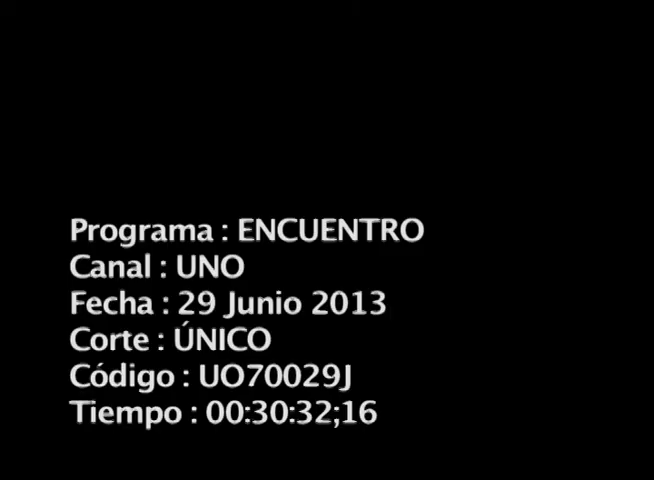 Programa : ENCUENTRO
Canal : UNO
Fecha : 29 Junio 2013
Corte : ÚNICO
Código : UO70029J
Tiempo : 00:30:32;16